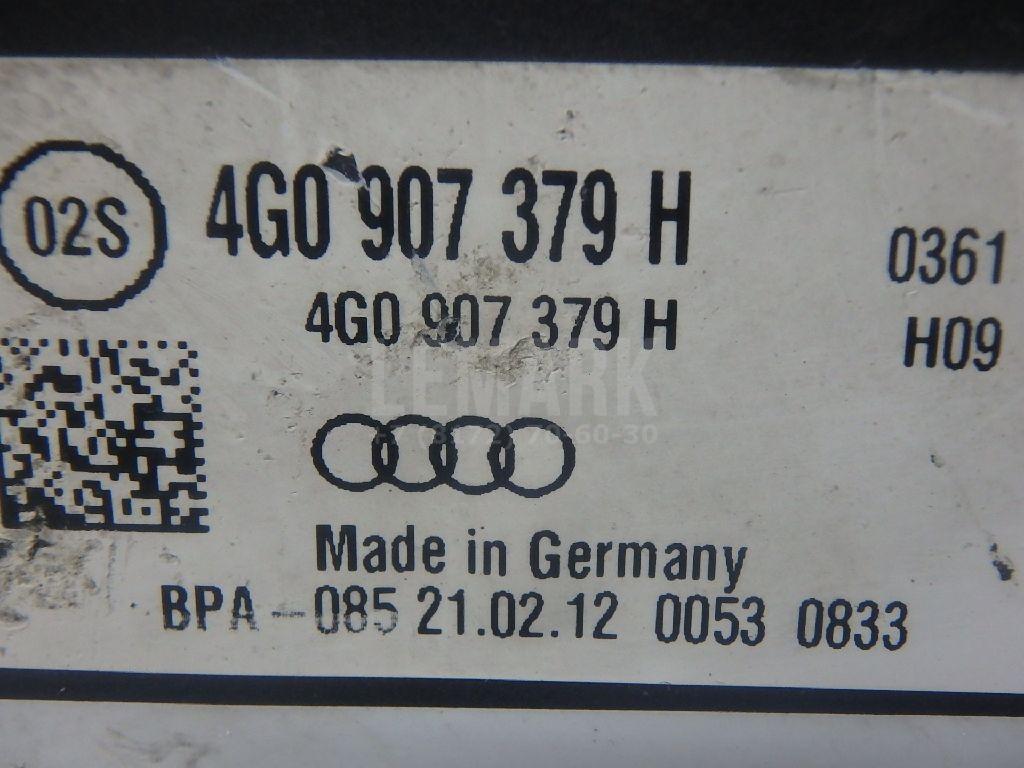 02S 4G0 907 379 H 0361
4G0 907 379 H H09
LEMARK
Made in Germany
BPA-085 21.02.12 0053 0833